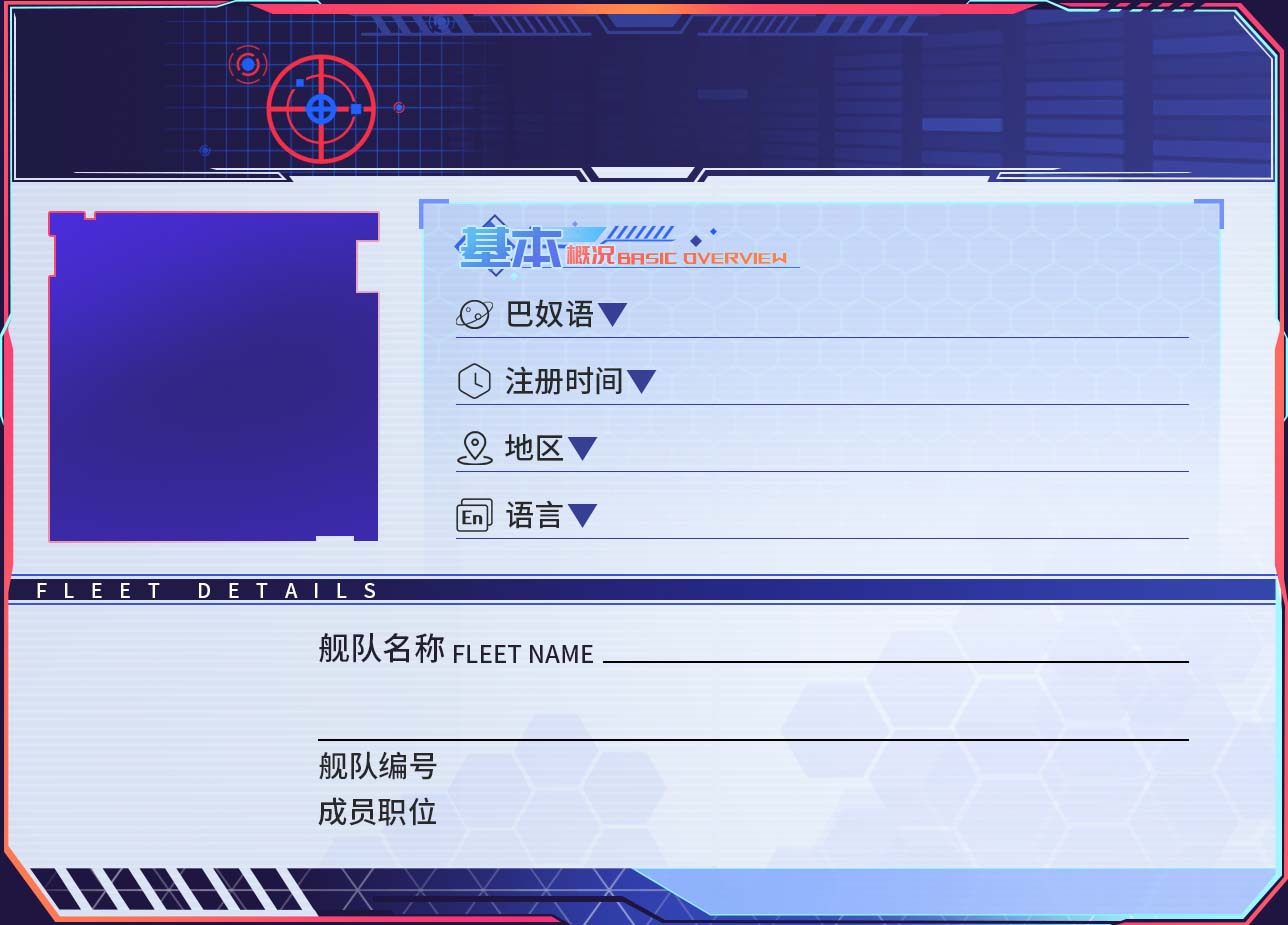 基本概况 BASIC OVERVIEW
巴奴语
注册时间
地区
En 语言
FLEET DETAILS
舰队名称 FLEET NAME
舰队编号
成员职位